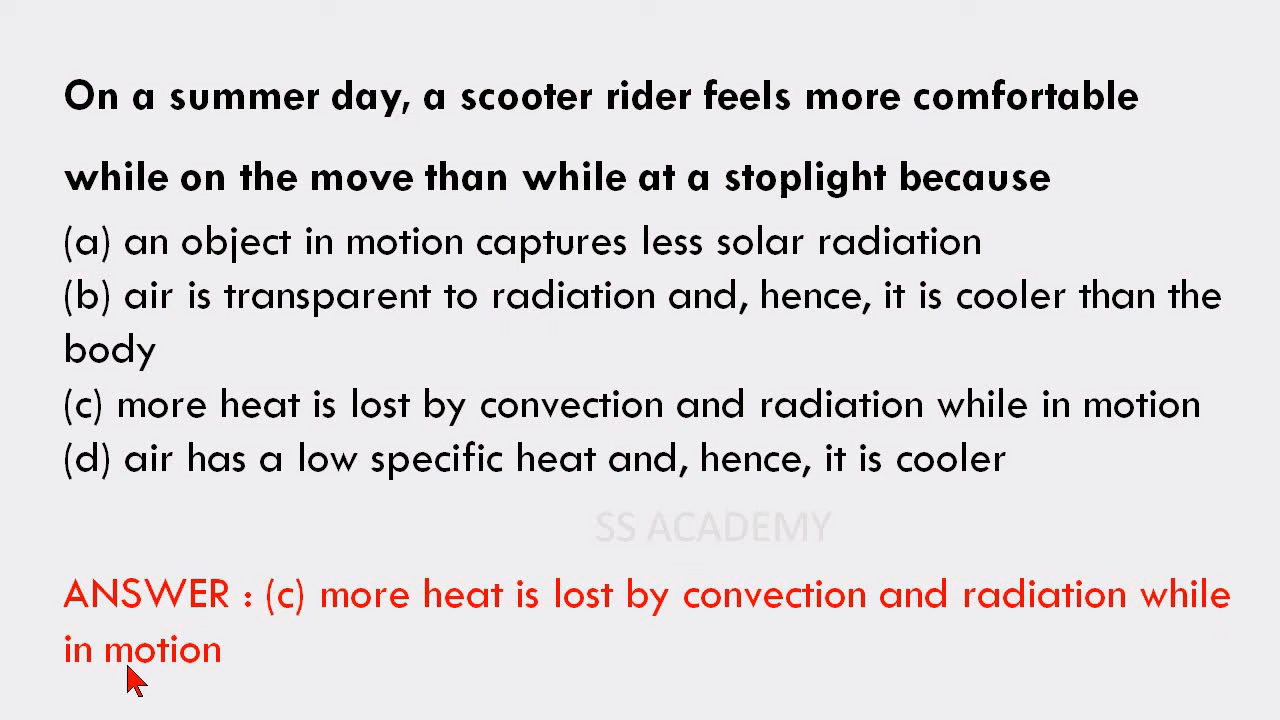 On a summer day, a scooter rider feels more comfortable
while on the move than while at a stoplight because
(a) an object in motion captures less solar radiation
(b) air is transparent to radiation and, hence, it is cooler than the
body
(c) more heat is lost by convection and radiation while in motion
(d) air has a low specific heat and, hence, it is cooler
SS ACADEMY
ANSWER : (c) more heat is lost by convection and radiation while
in motion